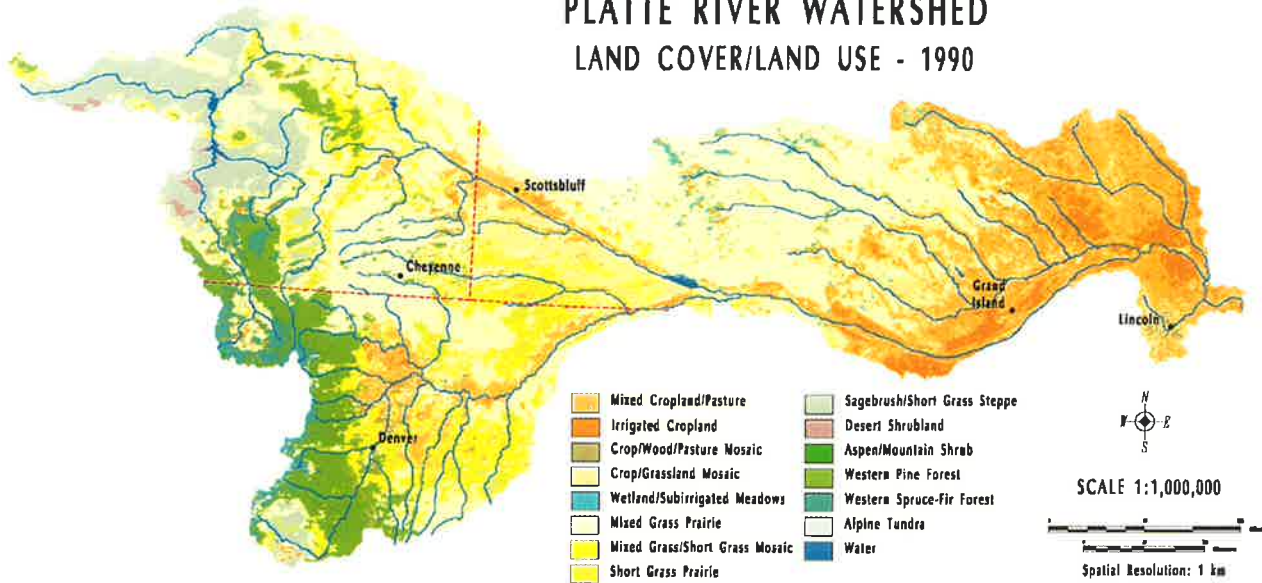 PLATTE RIVER WATERSHED
LAND COVER/LAND USE - 1990
Scottsbluff
Cheyenne
Grand
Island
Lincoln
Denver
Mixed Cropland/Pasture
Irrigated Cropland
Crop/Wood/Pasture Mosaic
Crop/Grassland Mosaic
Wetland/Subirrigated Meadows
Mixed Grass Prairie
Mixed Grass/Short Grass Mosaic
Short Grass Prairie
Sagebrush/Short Grass Steppe
Desert Shrubland
Aspen/Mountain Shrub
Western Pine Forest
Western Spruce-Fir Forest
Alpine Tundra
Water
N
W
E
S
SCALE 1:1,000,000
Spatial Resolution: 1 km